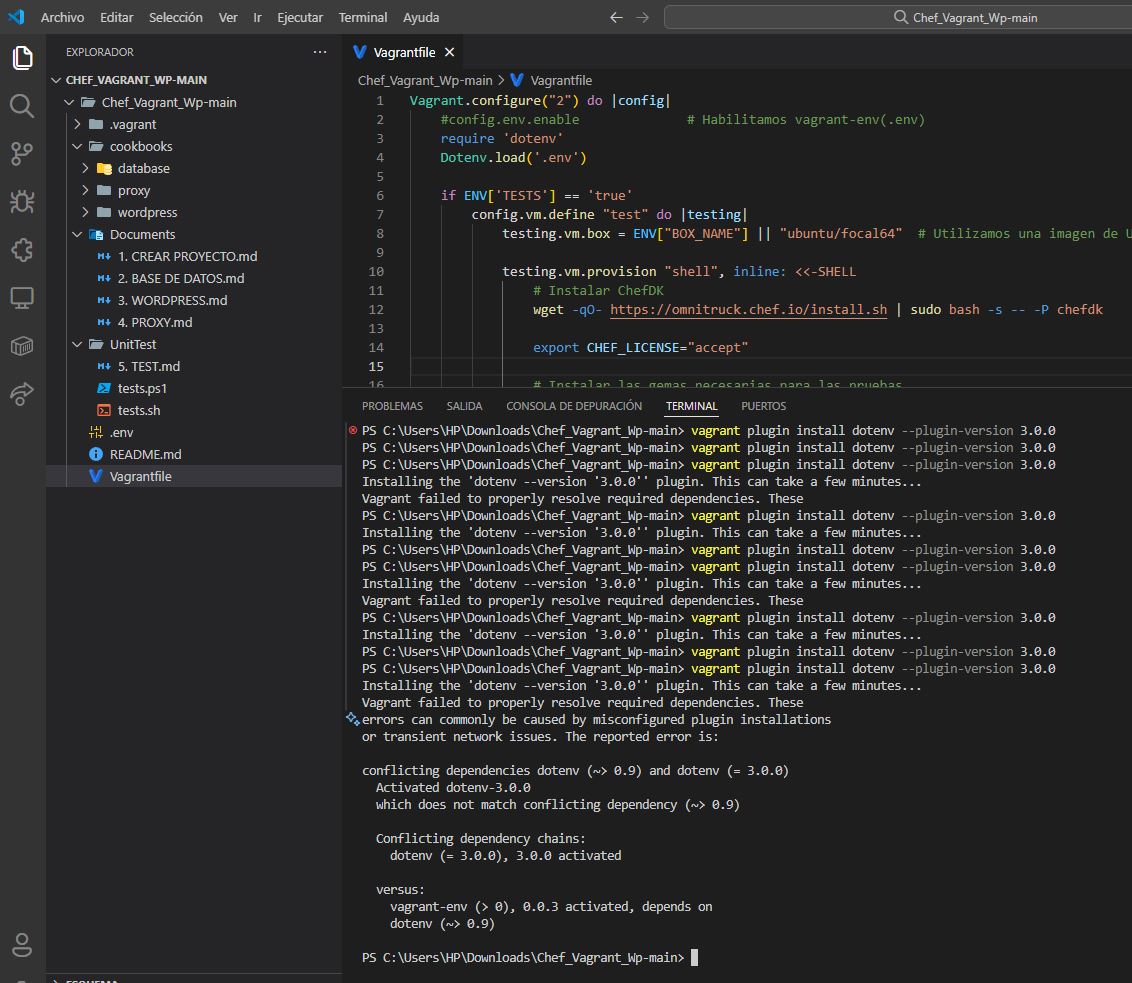 Archivo Editar Selección Ver Ir Ejecutar Terminal Ayuda
Chef_Vagrant_Wp-main
EXPLORADOR
CHEF_VAGRANT_WP-MAIN
Chef_Vagrant_Wp-main
.vagrant
cookbooks
database
proxy
wordpress
Documents
1. CREAR PROYECTO.md
2. BASE DE DATOS.md
3. WORDPRESS.md
4. PROXY.md
UnitTest
5. TEST.md
tests.ps1
tests.sh
.env
README.md
Vagrantfile
Vagrantfile
Chef_Vagrant_Wp-main > Vagrantfile
1 Vagrant.configure("2") do |config|
2 #config.env.enable # Habilitamos vagrant-env(.env)
3 require 'dotenv'
4 Dotenv.load('.env')
5
6 if ENV['TESTS'] == 'true'
7 config.vm.define "test" do |testing|
8 testing.vm.box = ENV["BOX_NAME"] || "ubuntu/focal64" # Utilizamos una imagen de U
9
10 testing.vm.provision "shell", inline: <<-SHELL
11 # Instalar ChefDK
12 wget -qO- https://omnitruck.chef.io/install.sh | sudo bash -s -- -P chefdk
13
14 export CHEF_LICENSE="accept"
15
16 # Instalar las gemas necesarias para las pruebas
PROBLEMAS SALIDA CONSOLA DE DEPURACIÓN TERMINAL PUERTOS
PS C:\Users\HP\Downloads\Chef_Vagrant_Wp-main> vagrant plugin install dotenv --plugin-version 3.0.0
PS C:\Users\HP\Downloads\Chef_Vagrant_Wp-main> vagrant plugin install dotenv --plugin-version 3.0.0
PS C:\Users\HP\Downloads\Chef_Vagrant_Wp-main> vagrant plugin install dotenv --plugin-version 3.0.0
Installing the 'dotenv --version '3.0.0'' plugin. This can take a few minutes...
Vagrant failed to properly resolve required dependencies. These
PS C:\Users\HP\Downloads\Chef_Vagrant_Wp-main> vagrant plugin install dotenv --plugin-version 3.0.0
Installing the 'dotenv --version '3.0.0'' plugin. This can take a few minutes...
PS C:\Users\HP\Downloads\Chef_Vagrant_Wp-main> vagrant plugin install dotenv --plugin-version 3.0.0
PS C:\Users\HP\Downloads\Chef_Vagrant_Wp-main> vagrant plugin install dotenv --plugin-version 3.0.0
Installing the 'dotenv --version '3.0.0'' plugin. This can take a few minutes...
Vagrant failed to properly resolve required dependencies. These
PS C:\Users\HP\Downloads\Chef_Vagrant_Wp-main> vagrant plugin install dotenv --plugin-version 3.0.0
Installing the 'dotenv --version '3.0.0'' plugin. This can take a few minutes...
PS C:\Users\HP\Downloads\Chef_Vagrant_Wp-main> vagrant plugin install dotenv --plugin-version 3.0.0
PS C:\Users\HP\Downloads\Chef_Vagrant_Wp-main> vagrant plugin install dotenv --plugin-version 3.0.0
Installing the 'dotenv --version '3.0.0'' plugin. This can take a few minutes...
Vagrant failed to properly resolve required dependencies. These
errors can commonly be caused by misconfigured plugin installations
or transient network issues. The reported error is:
conflicting dependencies dotenv (~> 0.9) and dotenv (= 3.0.0)
Activated dotenv-3.0.0
which does not match conflicting dependency (~> 0.9)
Conflicting dependency chains:
dotenv (= 3.0.0), 3.0.0 activated
versus:
vagrant-env (> 0), 0.0.3 activated, depends on
dotenv (~> 0.9)
PS C:\Users\HP\Downloads\Chef_Vagrant_Wp-main>
ESQUEMA